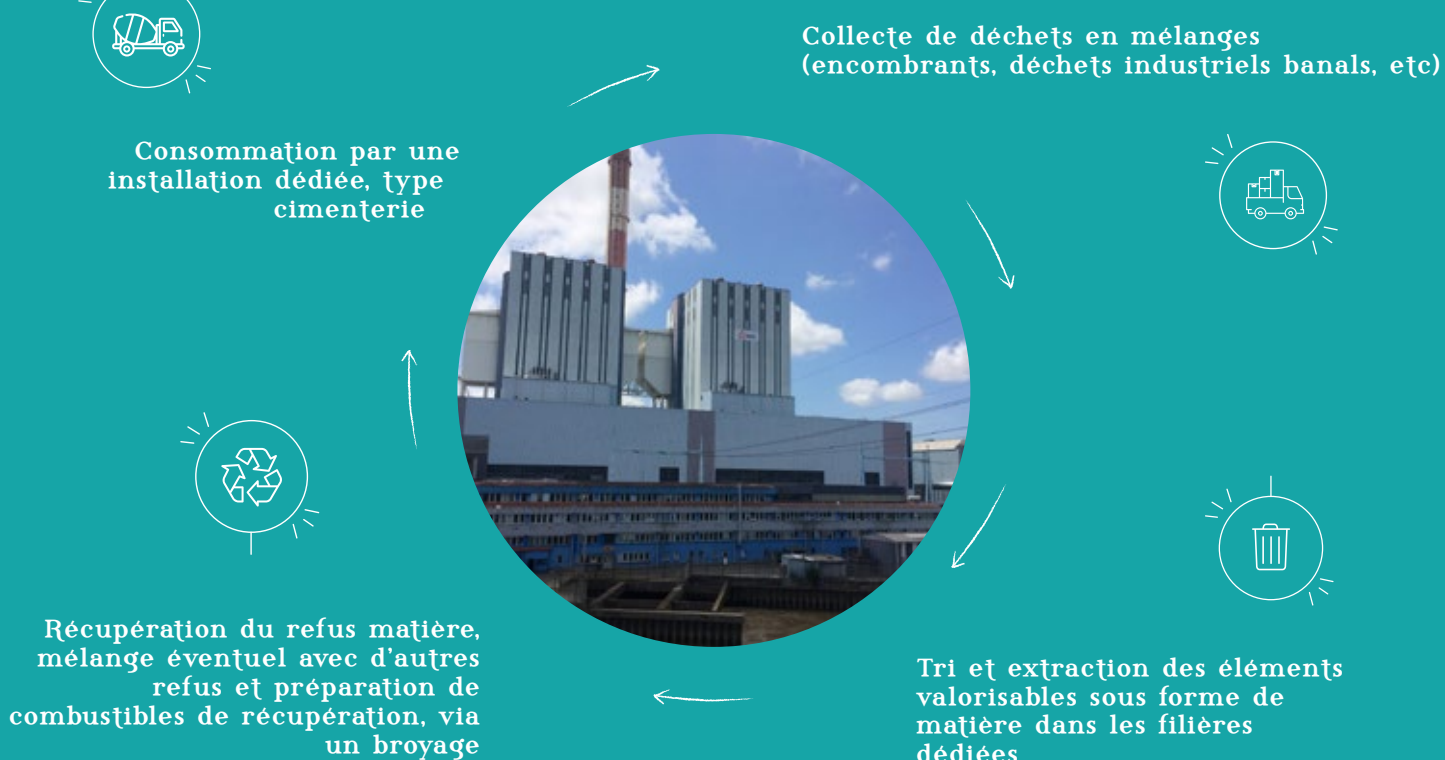 Collecte de déchets en mélanges
(encombrants, déchets industriels banals, etc)
Consommation par une
installation dédiée, type
cimenterie
Récupération du refus matière,
mélange éventuel avec d'autres
refus et préparation de
combustibles de récupération, via
un broyage
Tri et extraction des éléments
valorisables sous forme de
matière dans les filières
dédiées